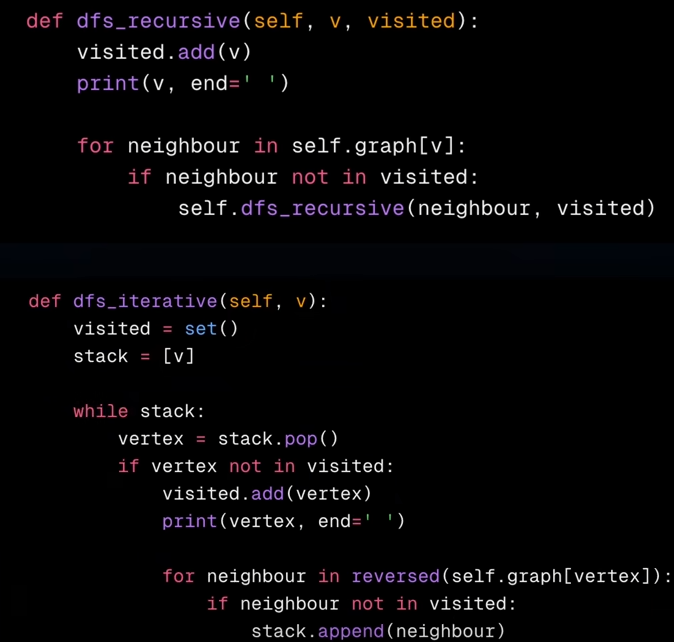 def dfs_recursive(self, v, visited):
    visited.add(v)
    print(v, end=' ')

    for neighbour in self.graph[v]:
        if neighbour not in visited:
            self.dfs_recursive(neighbour, visited)

def dfs_iterative(self, v):
    visited = set()
    stack = [v]

    while stack:
        vertex = stack.pop()
        if vertex not in visited:
            visited.add(vertex)
            print(vertex, end=' ')

            for neighbour in reversed(self.graph[vertex]):
                if neighbour not in visited:
                    stack.append(neighbour)